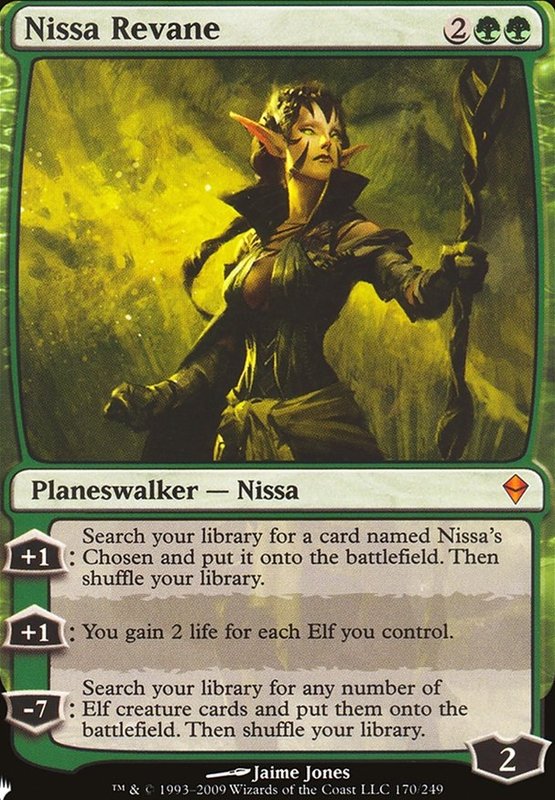 Nissa Revane 2
Planeswalker — Nissa
+1: Search your library for a card named Nissa's
Chosen and put it onto the battlefield. Then
shuffle your library.
+1: You gain 2 life for each Elf you control.
-7: Search your library for any number of
Elf creature cards and put them onto the
battlefield. Then shuffle your library.
2
Jaime Jones
™ & © 1993–2009 Wizards of the Coast LLC 170/249